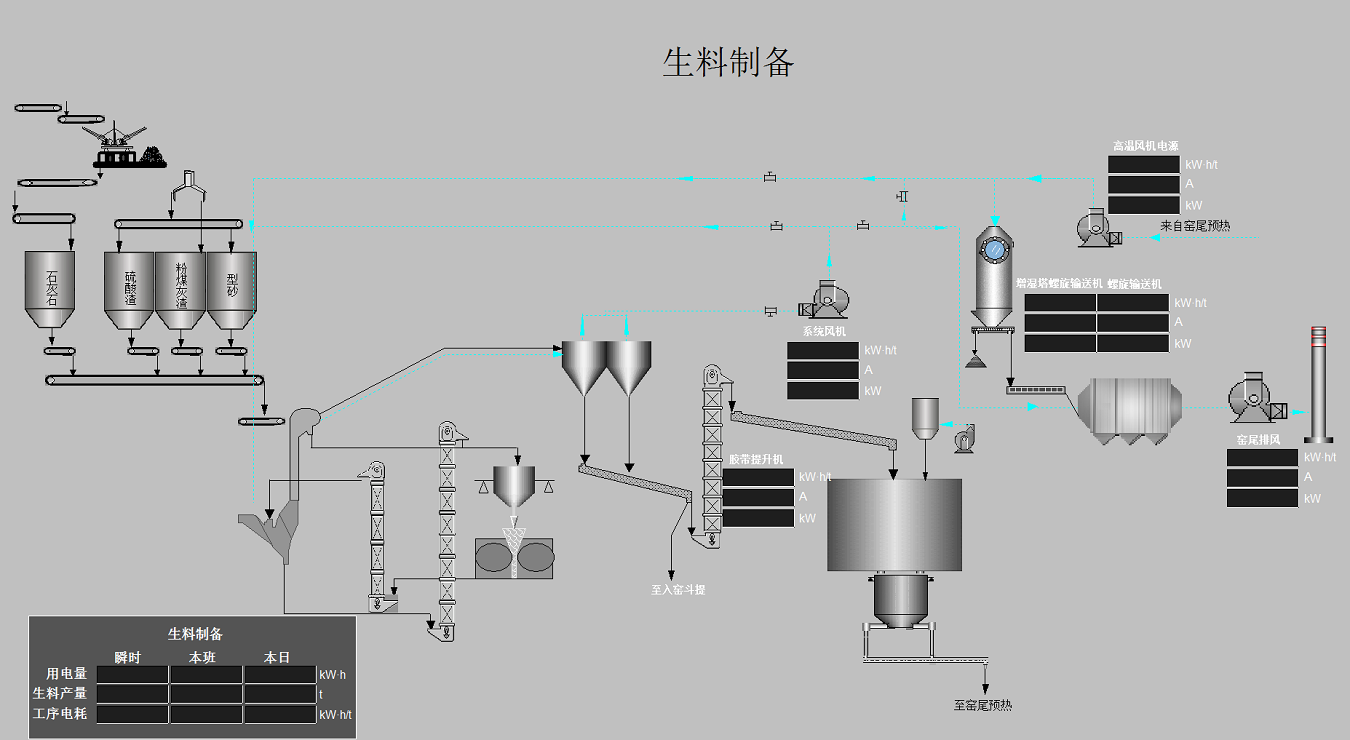 生料制备
高温风机电源
kW·h/t
A
kW
来自窑尾预热
石灰石
硫酸渣
粉煤灰渣
型砂
增湿塔螺旋输送机 螺旋输送机
kW·h/t
A
kW
系统风机
kW·h/t
A
kW
窑尾排风
kW·h/t
A
kW
胶带提升机
kW·h/t
A
kW
至入窑斗提
至窑尾预热
生料制备
瞬时 本班 本日
用电量 kW·h
生料产量 t
工序电耗 kW·h/t